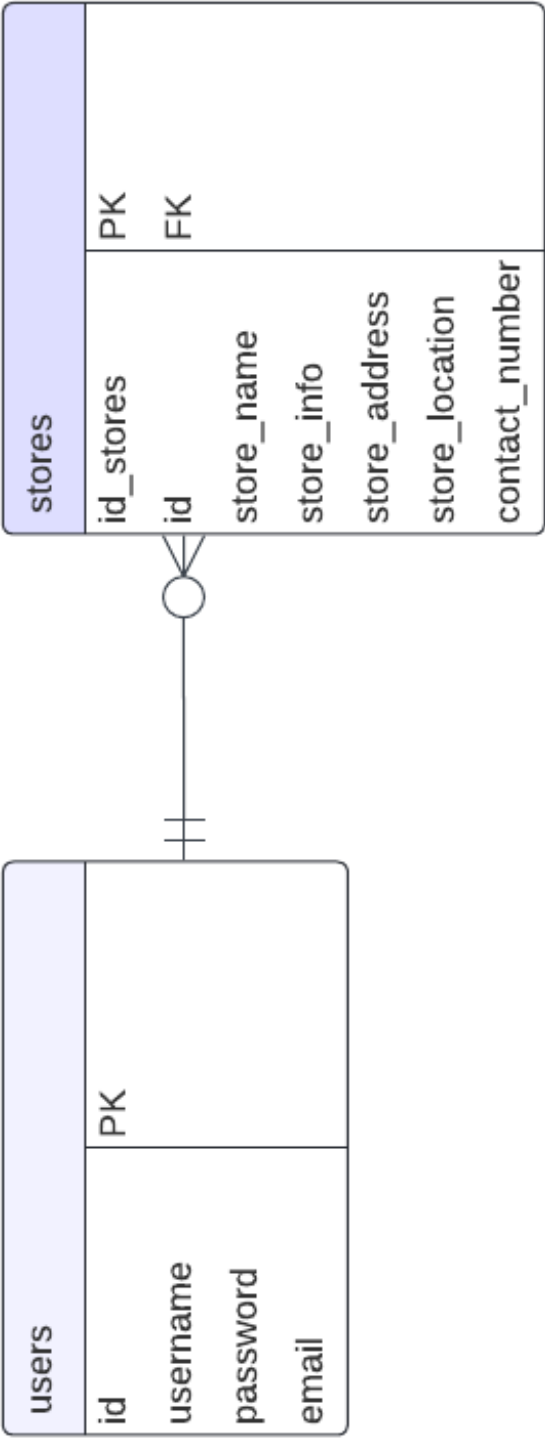 users
id PK
username
password
email
stores
id_stores PK
id FK
store_name
store_info
store_address
store_location
contact_number